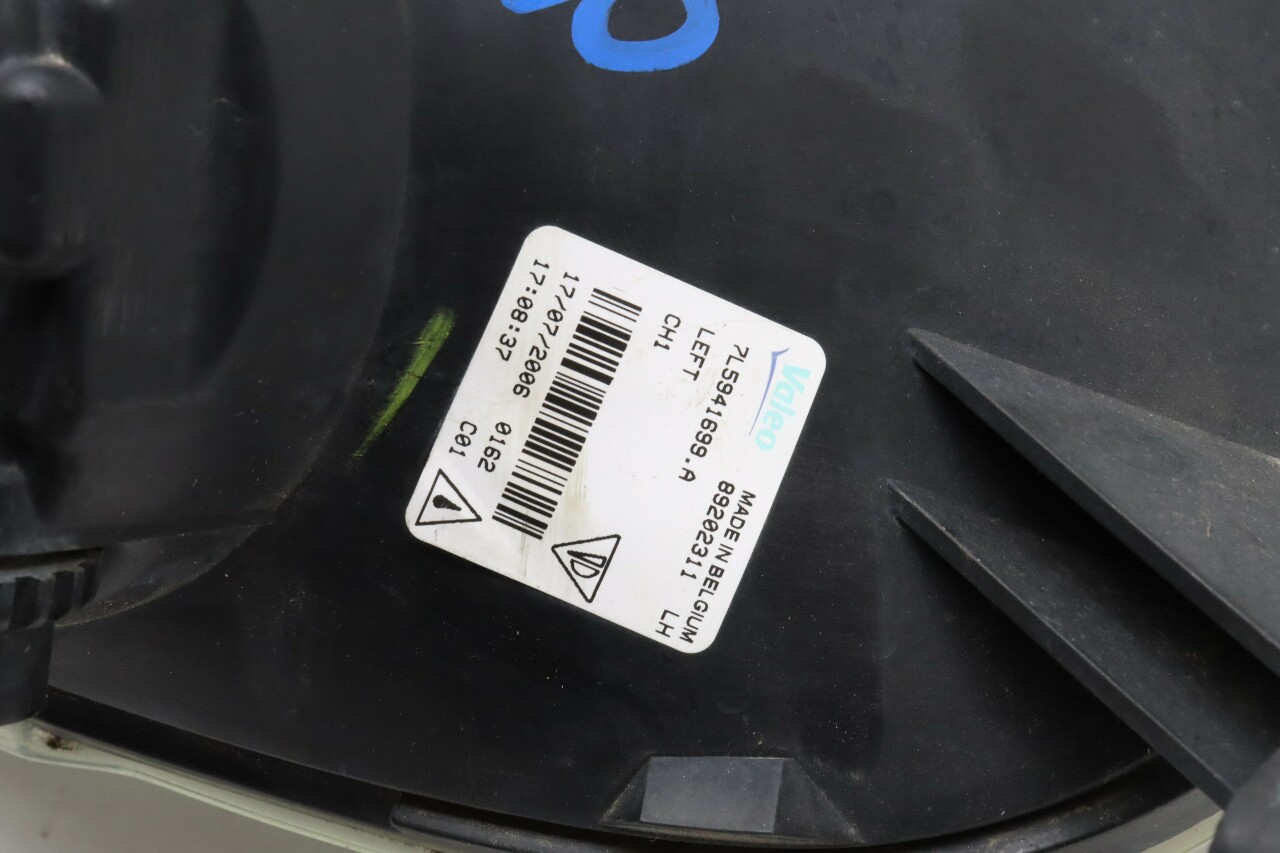 Valeo
MADE IN BELGIUM
7L5941699.A 89202311 LH
LEFT
CH1
17/07/2006 0162
17:08:37 C01